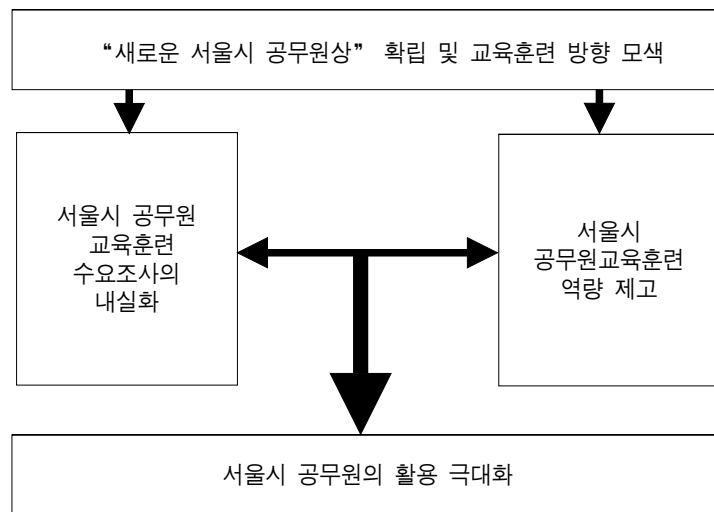 “새로운 서울시 공무원상” 확립 및 교육훈련 방향 모색
서울시 공무원
교육훈련
수요조사의
내실화
서울시
공무원교육훈련
역량 제고
서울시 공무원의 활용 극대화